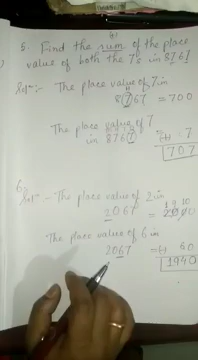 5. Find the sum of the place
value of both the 7's in 8767
Solⁿ:- The place value of 7 in
8767 = 700
The place value of 7
in 8767 = (+) 7
707
6.
Solⁿ - The place value of 2 in
2067 = 2000
The place value of 6 in
2067 = (-) 60
1940